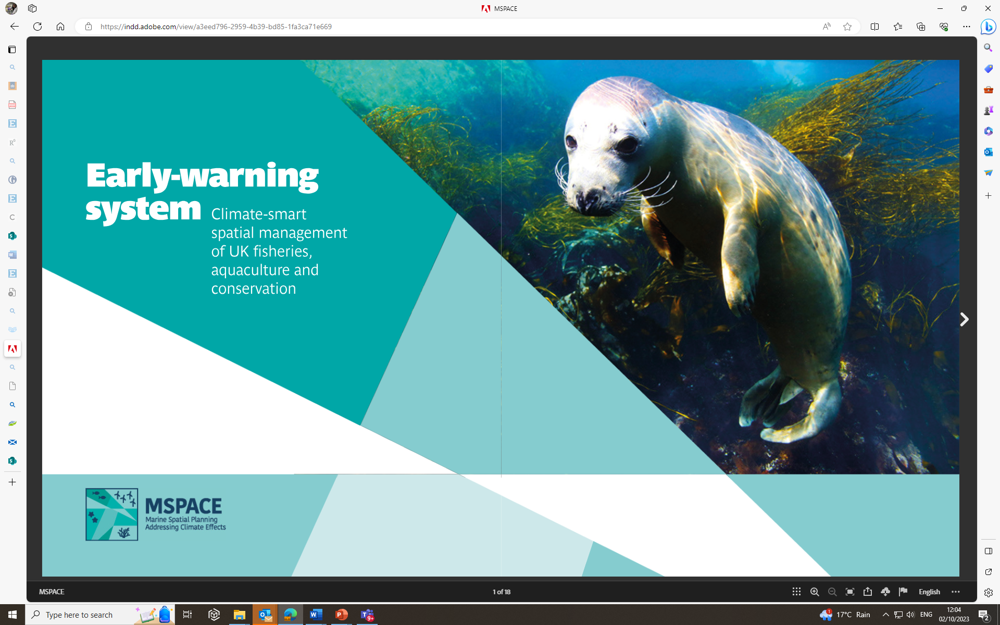 MSPACE
https://indd.adobe.com/view/a3eed796-2959-4b39-bd85-1fa3ca71e669
Early-warning
system
Climate-smart
spatial management
of UK fisheries,
aquaculture and
conservation
MSPACE
Marine Spatial Planning
Addressing Climate Effects
MSPACE
1 of 18
English
Type here to search
17°C Rain
ENG
12:04
02/10/2023